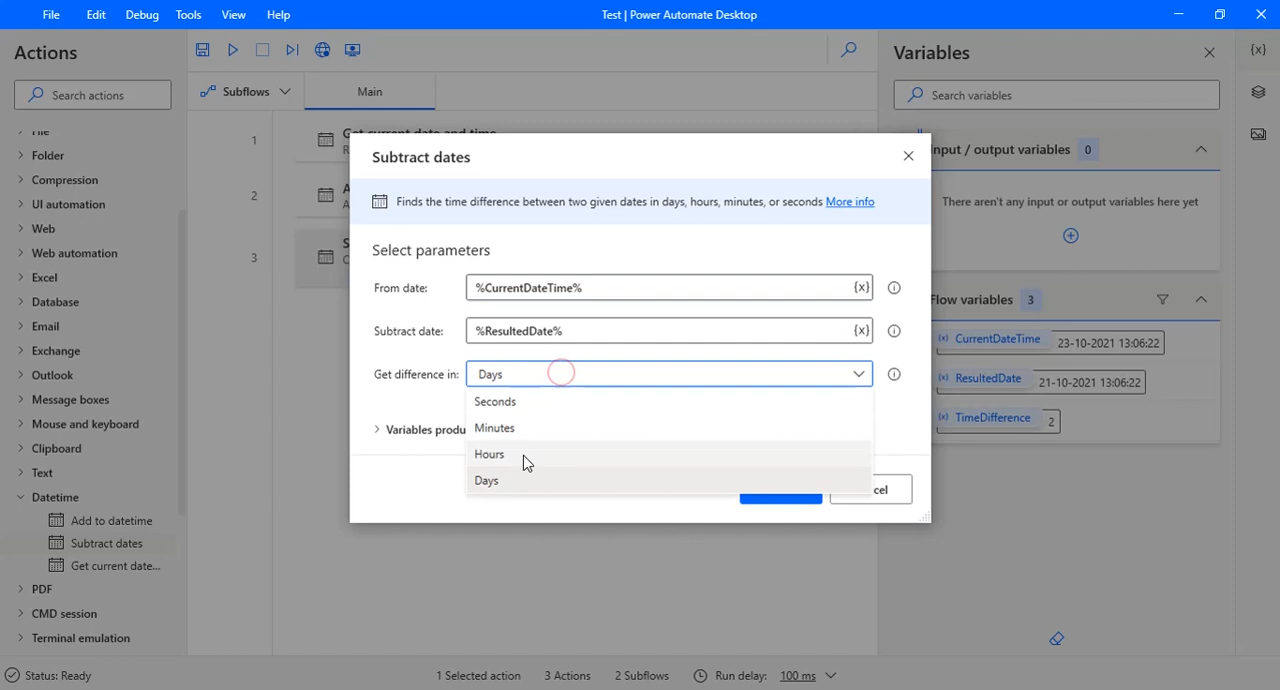 File Edit Debug Tools View Help Test | Power Automate Desktop
Actions
Search actions
File
Folder
Compression
UI automation
Web
Web automation
Excel
Database
Email
Exchange
Outlook
Message boxes
Mouse and keyboard
Clipboard
Text
Datetime
Add to datetime
Subtract dates
Get current date...
PDF
CMD session
Terminal emulation
Subflows Main
1 Get current date and time
2
3
Subtract dates
Finds the time difference between two given dates in days, hours, minutes, or seconds More info
Select parameters
From date: %CurrentDateTime% {x}
Subtract date: %ResultedDate% {x}
Get difference in: Days
Seconds
Minutes
Hours
Days
Variables produ
cel
Variables {x}
Search variables
Input / output variables 0
There aren't any input or output variables here yet
Flow variables 3
(x) CurrentDateTime 23-10-2021 13:06:22
(x) ResultedDate 21-10-2021 13:06:22
(x) TimeDifference 2
Status: Ready 1 Selected action 3 Actions 2 Subflows Run delay: 100 ms